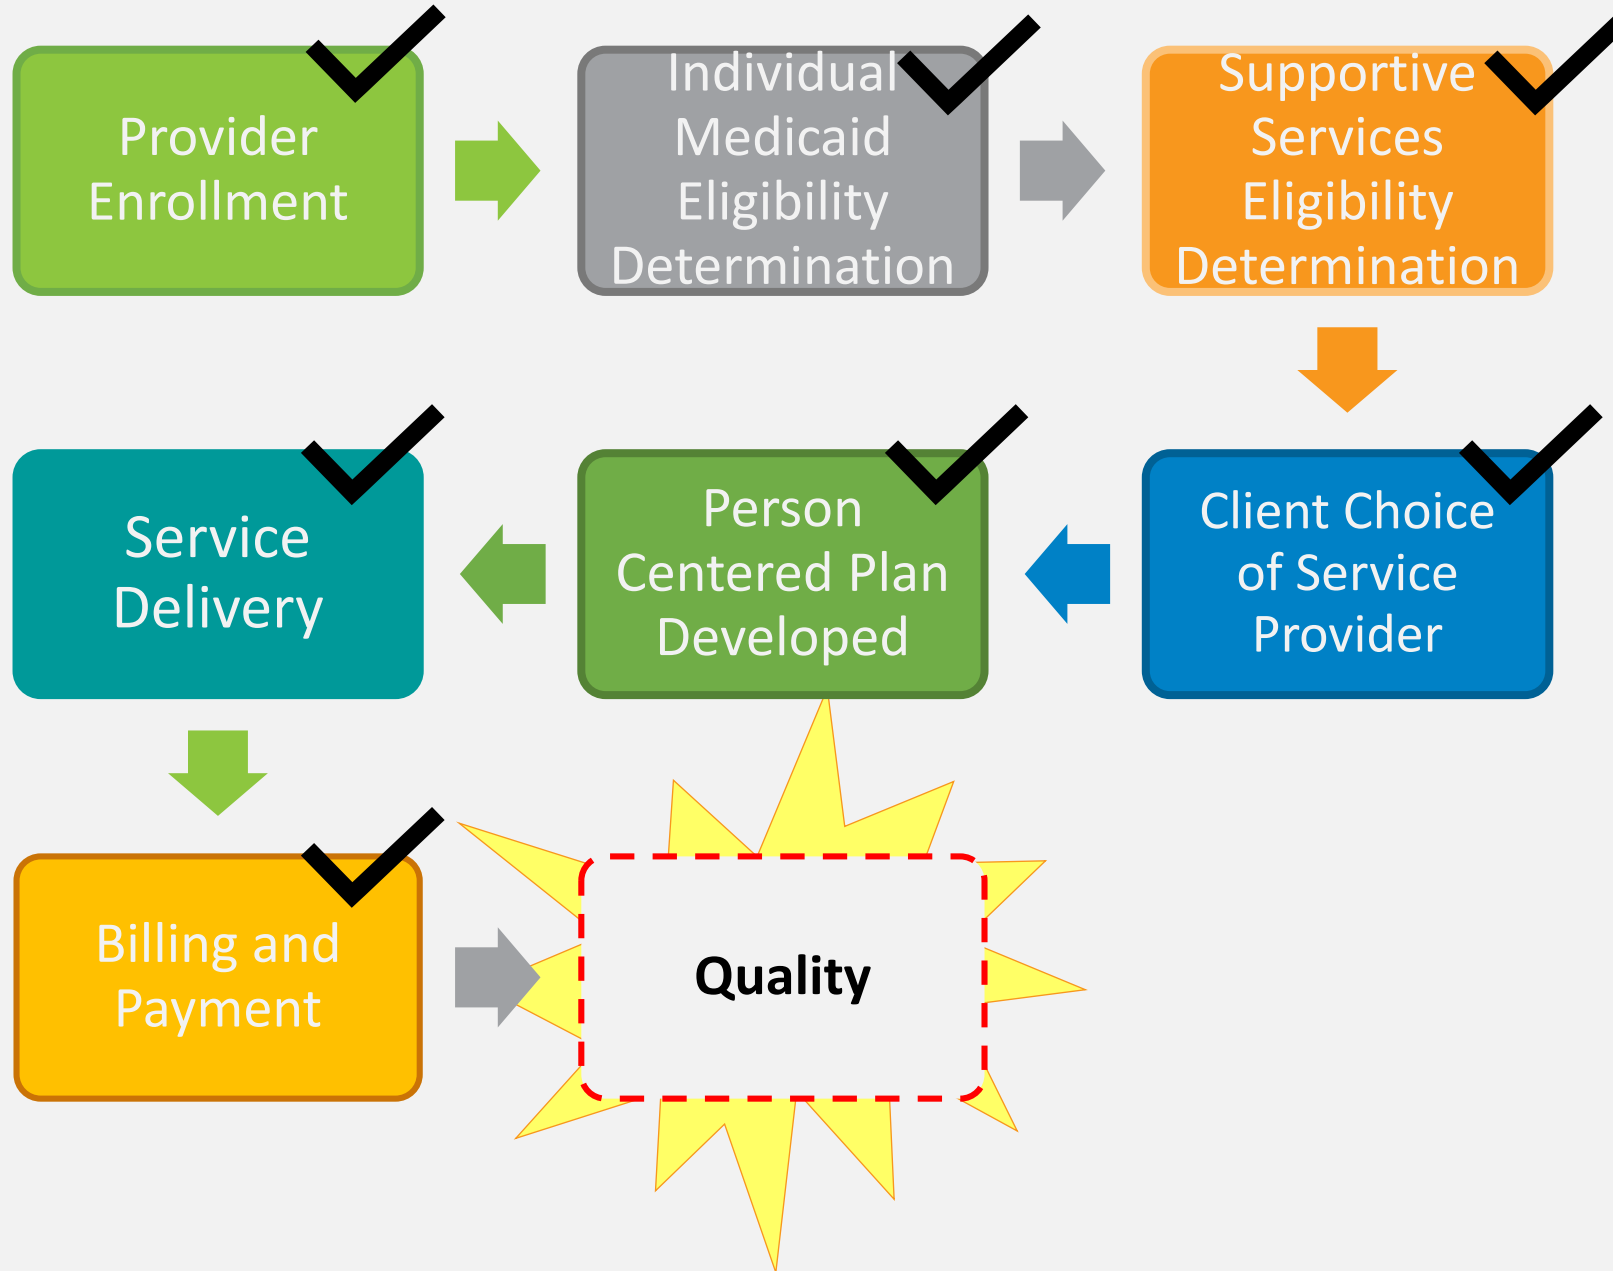 Provider
Enrollment
Individual
Medicaid
Eligibility
Determination
Supportive
Services
Eligibility
Determination
Client Choice
of Service
Provider
Person
Centered Plan
Developed
Service
Delivery
Billing and
Payment
Quality